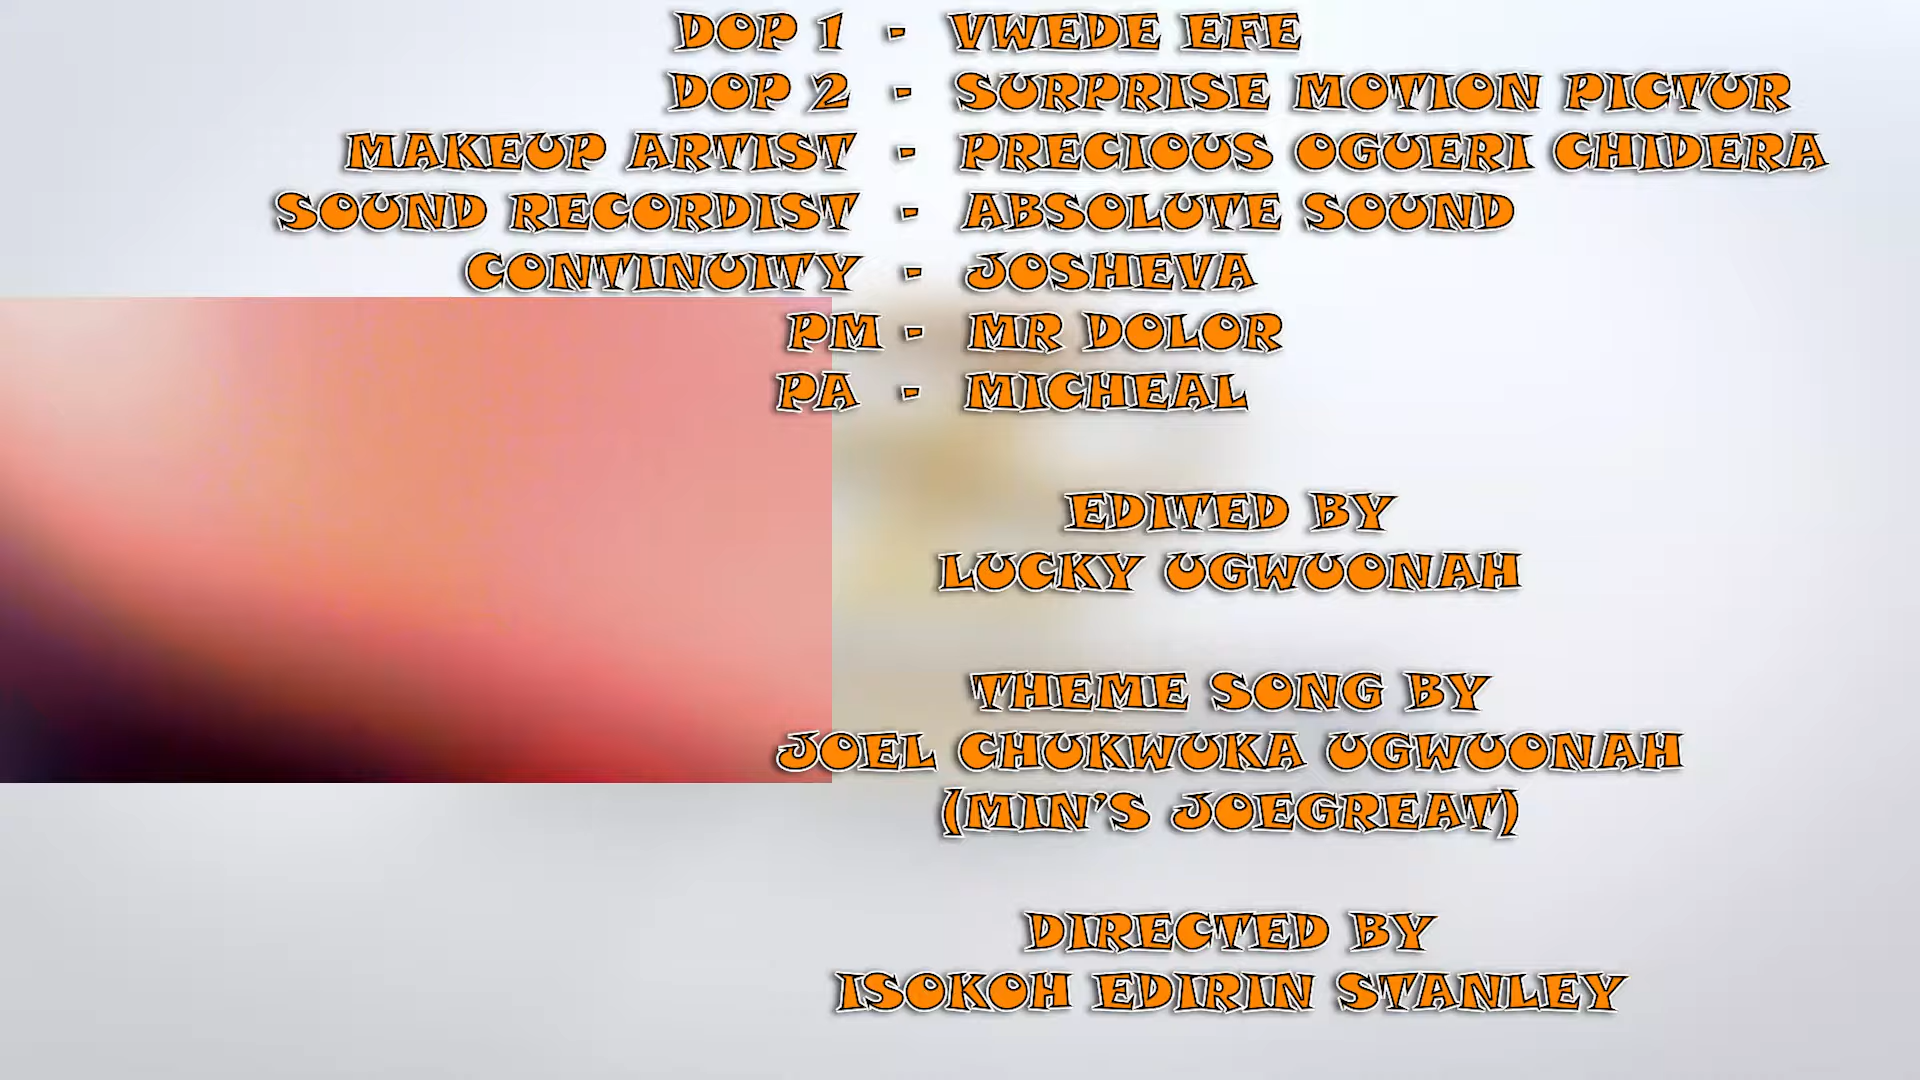 DOP 1 - VWEDE EFE
DOP 2 - SURPRISE MOTION PICTUR
MAKEUP ARTIST - PRECIOUS OGUERI CHIDERA
SOUND RECORDIST - ABSOLUTE SOUND
CONTINUITY - JOSHEVA
PM - MR DOLOR
PA - MICHEAL
EDITED BY
LUCKY UGWUONAH
THEME SONG BY
JOEL CHUKWUKA UGWUONAH
(MIN'S JOEGREAT)
DIRECTED BY
ISOKOH EDIRIN STANLEY